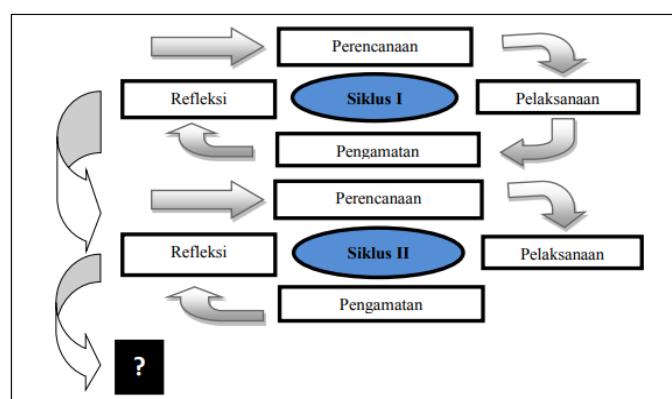 Perencanaan
Refleksi
Siklus I
Pelaksanaan
Pengamatan
Perencanaan
Refleksi
Siklus II
Pelaksanaan
Pengamatan
?